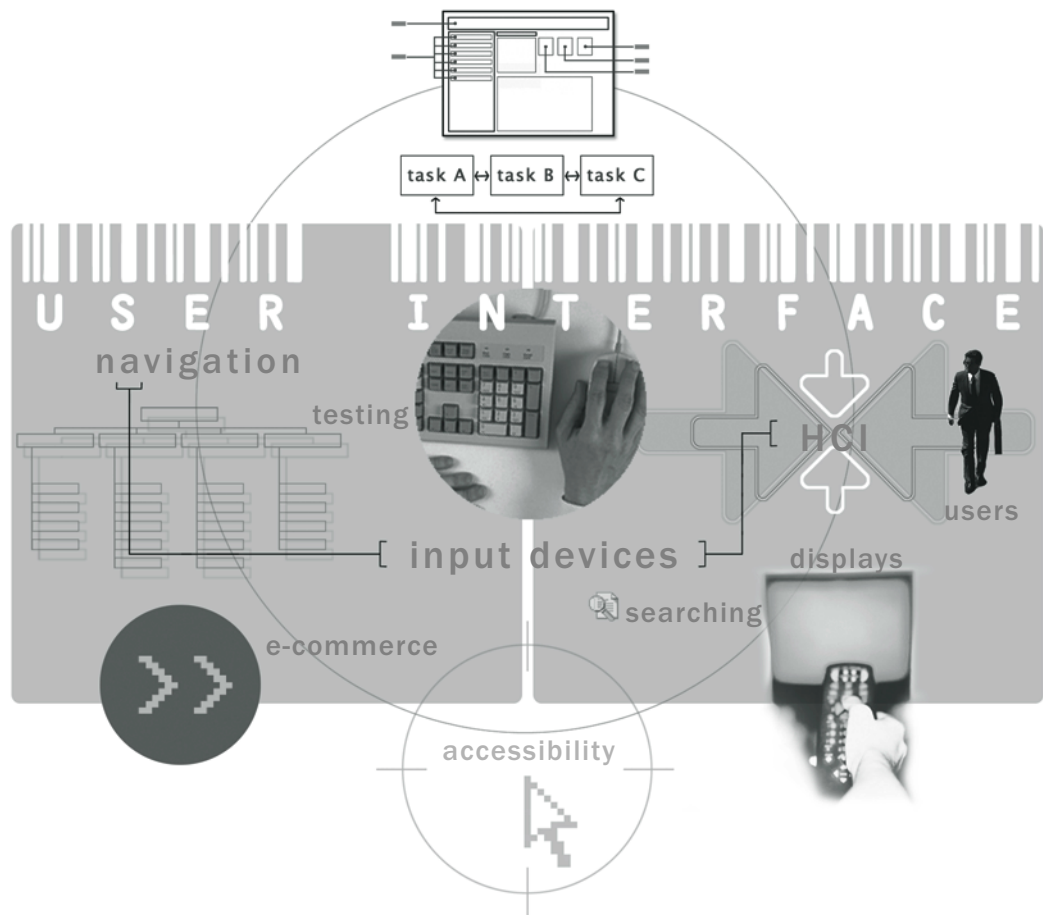 task A
task B
task C
USER INTERFACE
navigation
testing
HCI
users
input devices
displays
searching
e-commerce
accessibility